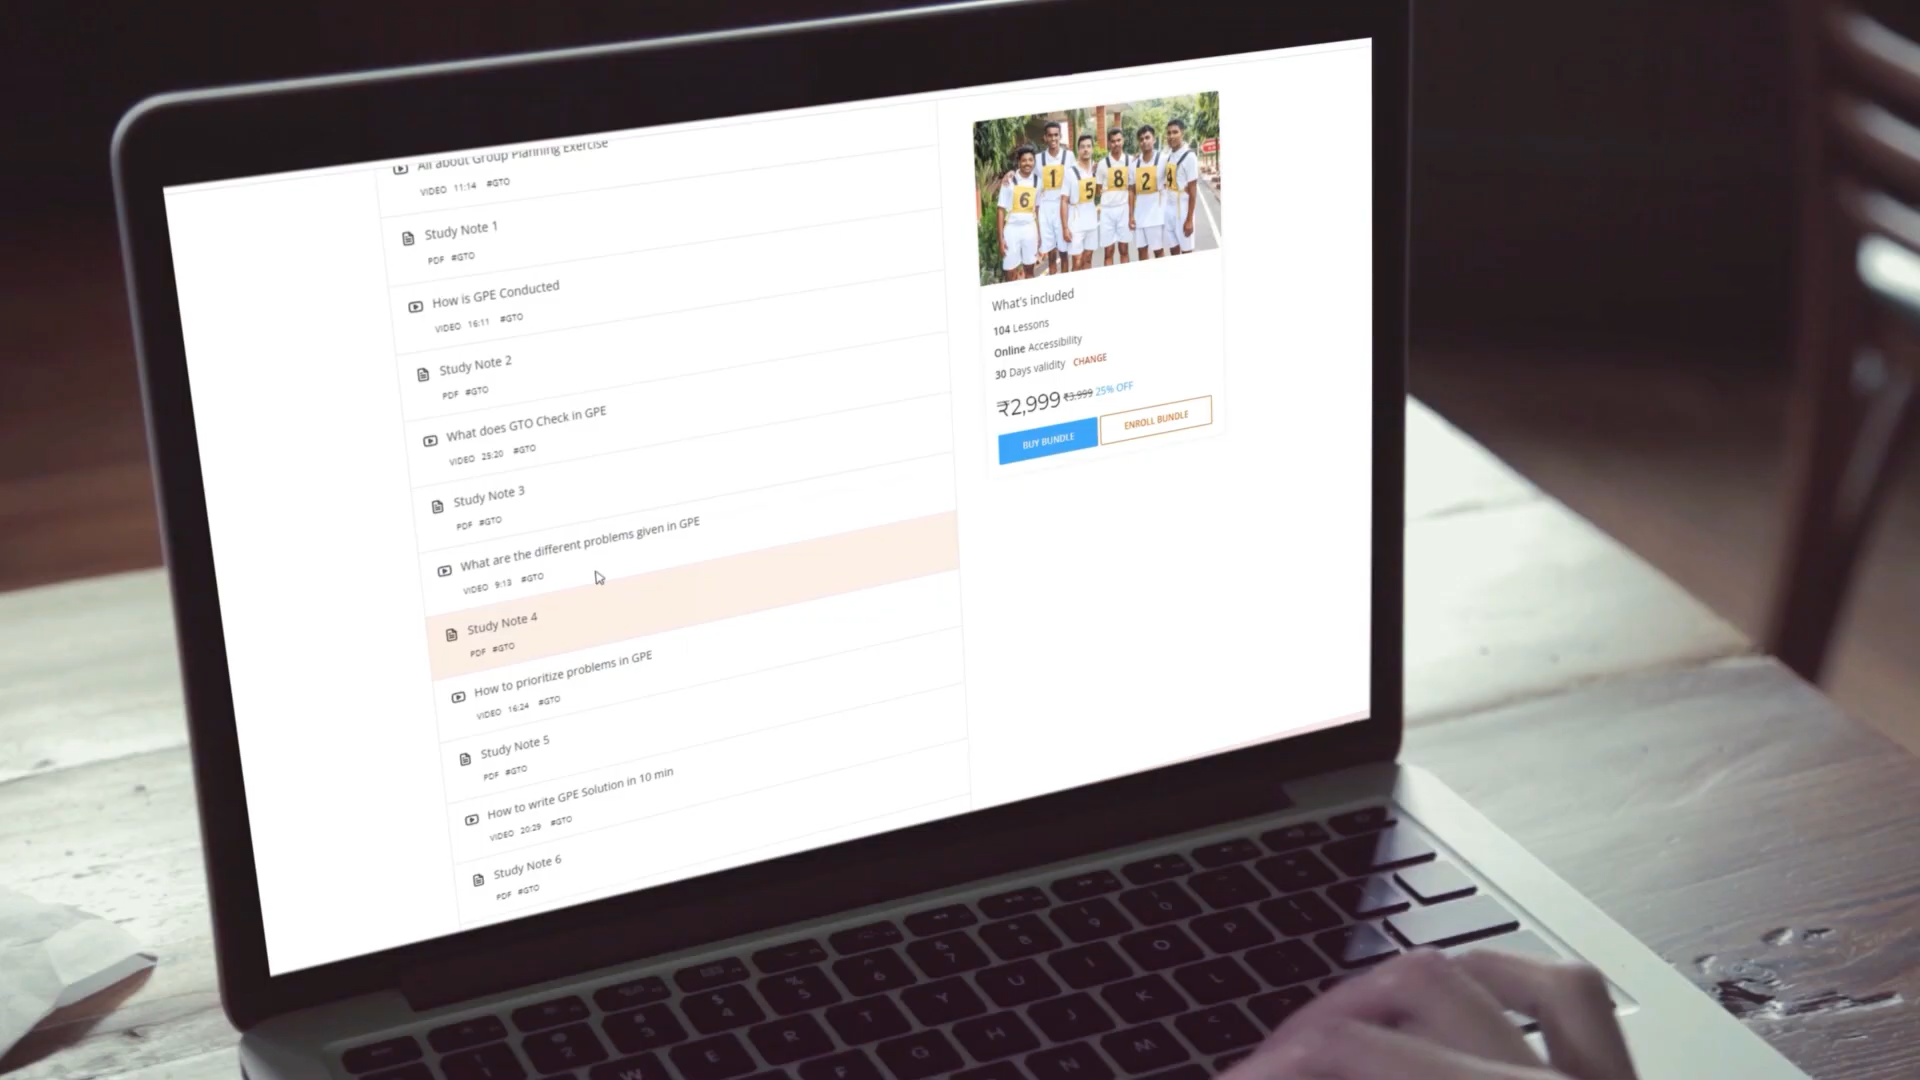 All about Group Planning Exercise
VIDEO 11:14 #GTO
Study Note 1
PDF #GTO
How is GPE Conducted
VIDEO 16:11 #GTO
Study Note 2
PDF #GTO
What does GTO Check in GPE
VIDEO 25:20 #GTO
Study Note 3
PDF #GTO
What are the different problems given in GPE
VIDEO 9:13 #GTO
Study Note 4
PDF #GTO
How to prioritize problems in GPE
VIDEO 16:24 #GTO
Study Note 5
PDF #GTO
How to write GPE Solution in 10 min
VIDEO 20:29 #GTO
Study Note 6
PDF #GTO
6 1 5 8 2 4
What's included
104 Lessons
Online Accessibility
30 Days validity CHANGE
₹2,999 ₹3,999 25% OFF
BUY BUNDLE ENROLL BUNDLE